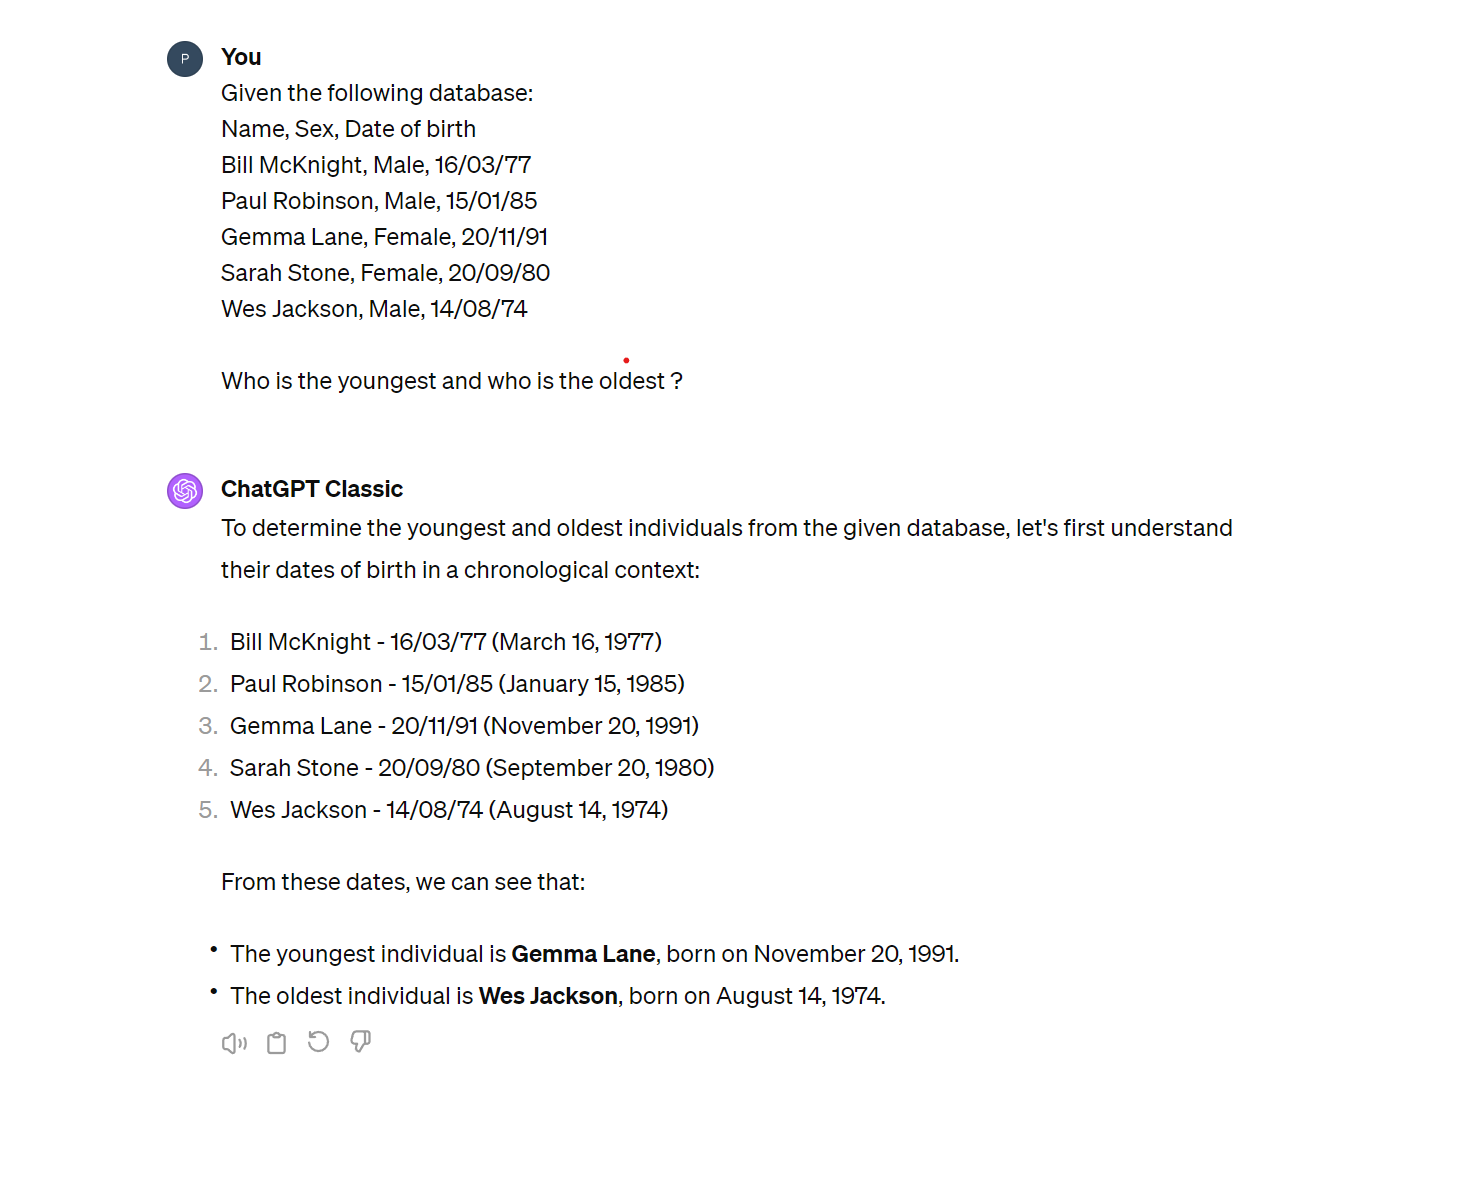 P
You
Given the following database:
Name, Sex, Date of birth
Bill McKnight, Male, 16/03/77
Paul Robinson, Male, 15/01/85
Gemma Lane, Female, 20/11/91
Sarah Stone, Female, 20/09/80
Wes Jackson, Male, 14/08/74
Who is the youngest and who is the oldest ?
ChatGPT Classic
To determine the youngest and oldest individuals from the given database, let's first understand
their dates of birth in a chronological context:
1. Bill McKnight - 16/03/77 (March 16, 1977)
2. Paul Robinson - 15/01/85 (January 15, 1985)
3. Gemma Lane - 20/11/91 (November 20, 1991)
4. Sarah Stone - 20/09/80 (September 20, 1980)
5. Wes Jackson - 14/08/74 (August 14, 1974)
From these dates, we can see that:
• The youngest individual is Gemma Lane, born on November 20, 1991.
• The oldest individual is Wes Jackson, born on August 14, 1974.